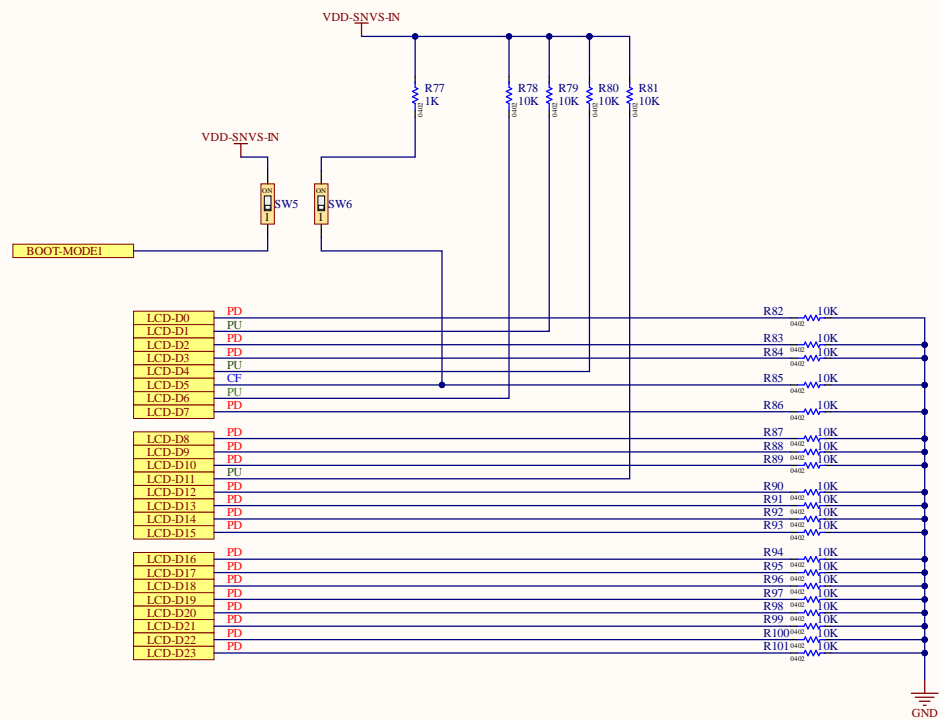 VDD-SNVS-IN
R77 R78 R79 R80 R81
1K 10K 10K 10K 10K
0402 0402 0402 0402 0402
VDD-SNVS-IN
ON ON
SW5 SW6
1 1
BOOT-MODE1
LCD-D0 PD R82 10K 0402
LCD-D1 PU
LCD-D2 PD R83 10K 0402
LCD-D3 PD R84 10K 0402
LCD-D4 PU
LCD-D5 CF R85 10K 0402
LCD-D6 PU
LCD-D7 PD R86 10K 0402
LCD-D8 PD R87 10K 0402
LCD-D9 PD R88 10K 0402
LCD-D10 PD R89 10K 0402
LCD-D11 PU
LCD-D12 PD R90 10K 0402
LCD-D13 PD R91 10K 0402
LCD-D14 PD R92 10K 0402
LCD-D15 PD R93 10K 0402
LCD-D16 PD R94 10K 0402
LCD-D17 PD R95 10K 0402
LCD-D18 PD R96 10K 0402
LCD-D19 PD R97 10K 0402
LCD-D20 PD R98 10K 0402
LCD-D21 PD R99 10K 0402
LCD-D22 PD R100 10K 0402
LCD-D23 PD R101 10K 0402
GND